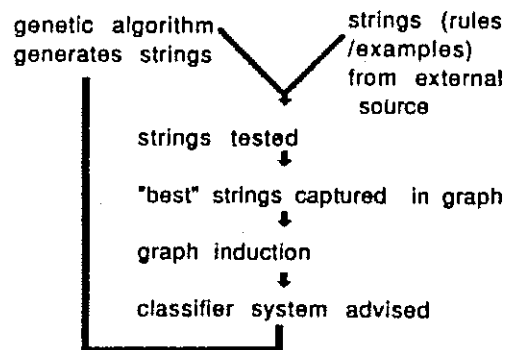 genetic algorithm
generates strings
strings (rules
/examples)
from external
source
strings tested
"best" strings captured in graph
graph induction
classifier system advised